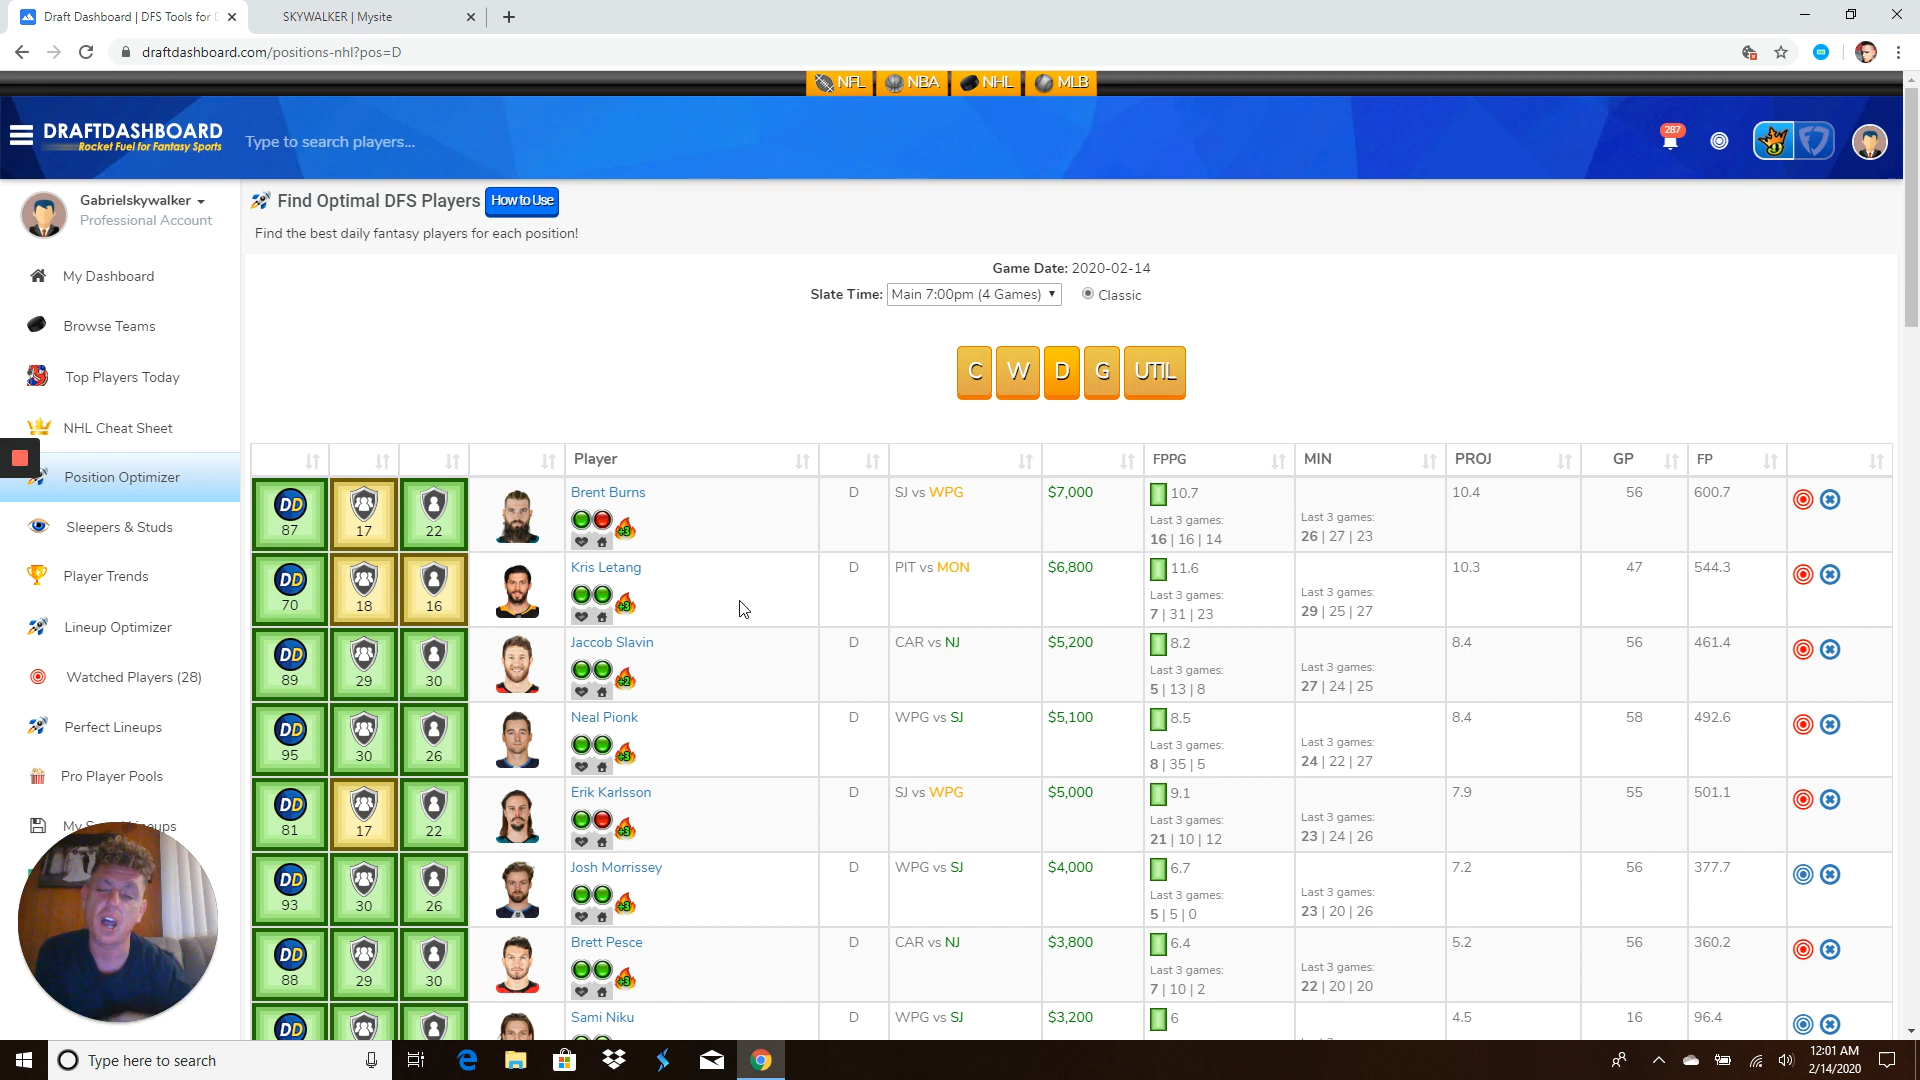 Draft Dashboard | DFS Tools for D
SKYWALKER | Mysite
draftdashboard.com/positions-nhl?pos=D
NFL NBA NHL MLB
DRAFTDASHBOARD
Rocket Fuel for Fantasy Sports
Type to search players...
287
Gabrielskywalker
Professional Account
My Dashboard
Browse Teams
Top Players Today
NHL Cheat Sheet
Position Optimizer
Sleepers & Studs
Player Trends
Lineup Optimizer
Watched Players (28)
Perfect Lineups
Pro Player Pools
Find Optimal DFS Players How to Use
Find the best daily fantasy players for each position!
Game Date: 2020-02-14
Slate Time: Main 7:00pm (4 Games) Classic
C W D G UTIL
Player FPPG MIN PROJ GP FP
DD 87 17 22 Brent Burns +3 D SJ vs WPG $7,000 10.7 Last 3 games: 16 | 16 | 14 Last 3 games: 26 | 27 | 23 10.4 56 600.7
DD 70 18 16 Kris Letang +3 D PIT vs MON $6,800 11.6 Last 3 games: 7 | 31 | 23 Last 3 games: 29 | 25 | 27 10.3 47 544.3
DD 89 29 30 Jaccob Slavin +2 D CAR vs NJ $5,200 8.2 Last 3 games: 5 | 13 | 8 Last 3 games: 27 | 24 | 25 8.4 56 461.4
DD 95 30 26 Neal Pionk +3 D WPG vs SJ $5,100 8.5 Last 3 games: 8 | 35 | 5 Last 3 games: 24 | 22 | 27 8.4 58 492.6
DD 81 17 22 Erik Karlsson +3 D SJ vs WPG $5,000 9.1 Last 3 games: 21 | 10 | 12 Last 3 games: 23 | 24 | 26 7.9 55 501.1
DD 93 30 26 Josh Morrissey +3 D WPG vs SJ $4,000 6.7 Last 3 games: 5 | 5 | 0 Last 3 games: 23 | 20 | 26 7.2 56 377.7
DD 88 29 30 Brett Pesce +3 D CAR vs NJ $3,800 6.4 Last 3 games: 7 | 10 | 2 Last 3 games: 22 | 20 | 20 5.2 56 360.2
DD Sami Niku D WPG vs SJ $3,200 6 4.5 16 96.4
Type here to search
12:01 AM
2/14/2020